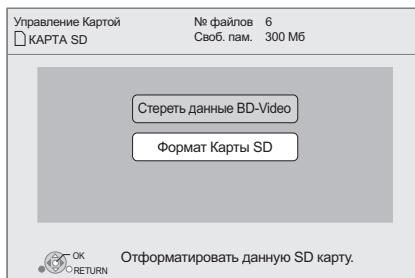 Управление Картой
КАРТА SD
№ файлов 6
Своб. пам. 300 Мб
Стереть данные BD-Video
Формат Карты SD
OK
RETURN
Отформатировать данную SD карту.